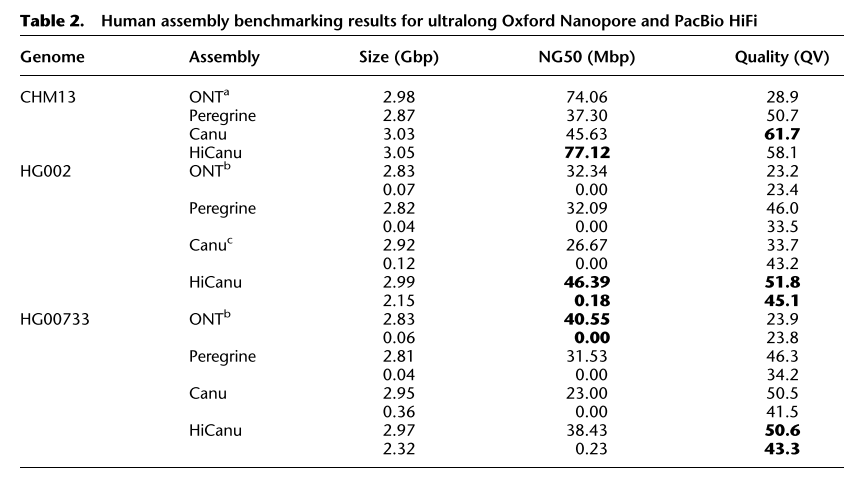 Table 2. Human assembly benchmarking results for ultralong Oxford Nanopore and PacBio HiFi
Genome Assembly Size (Gbp) NG50 (Mbp) Quality (QV)
CHM13 ONTa 2.98 74.06 28.9
Peregrine 2.87 37.30 50.7
Canu 3.03 45.63 61.7
HiCanu 3.05 77.12 58.1
HG002 ONTb 2.83 32.34 23.2
0.07 0.00 23.4
Peregrine 2.82 32.09 46.0
0.04 0.00 33.5
Canuc 2.92 26.67 33.7
0.12 0.00 43.2
HiCanu 2.99 46.39 51.8
2.15 0.18 45.1
HG00733 ONTb 2.83 40.55 23.9
0.06 0.00 23.8
Peregrine 2.81 31.53 46.3
0.04 0.00 34.2
Canu 2.95 23.00 50.5
0.36 0.00 41.5
HiCanu 2.97 38.43 50.6
2.32 0.23 43.3